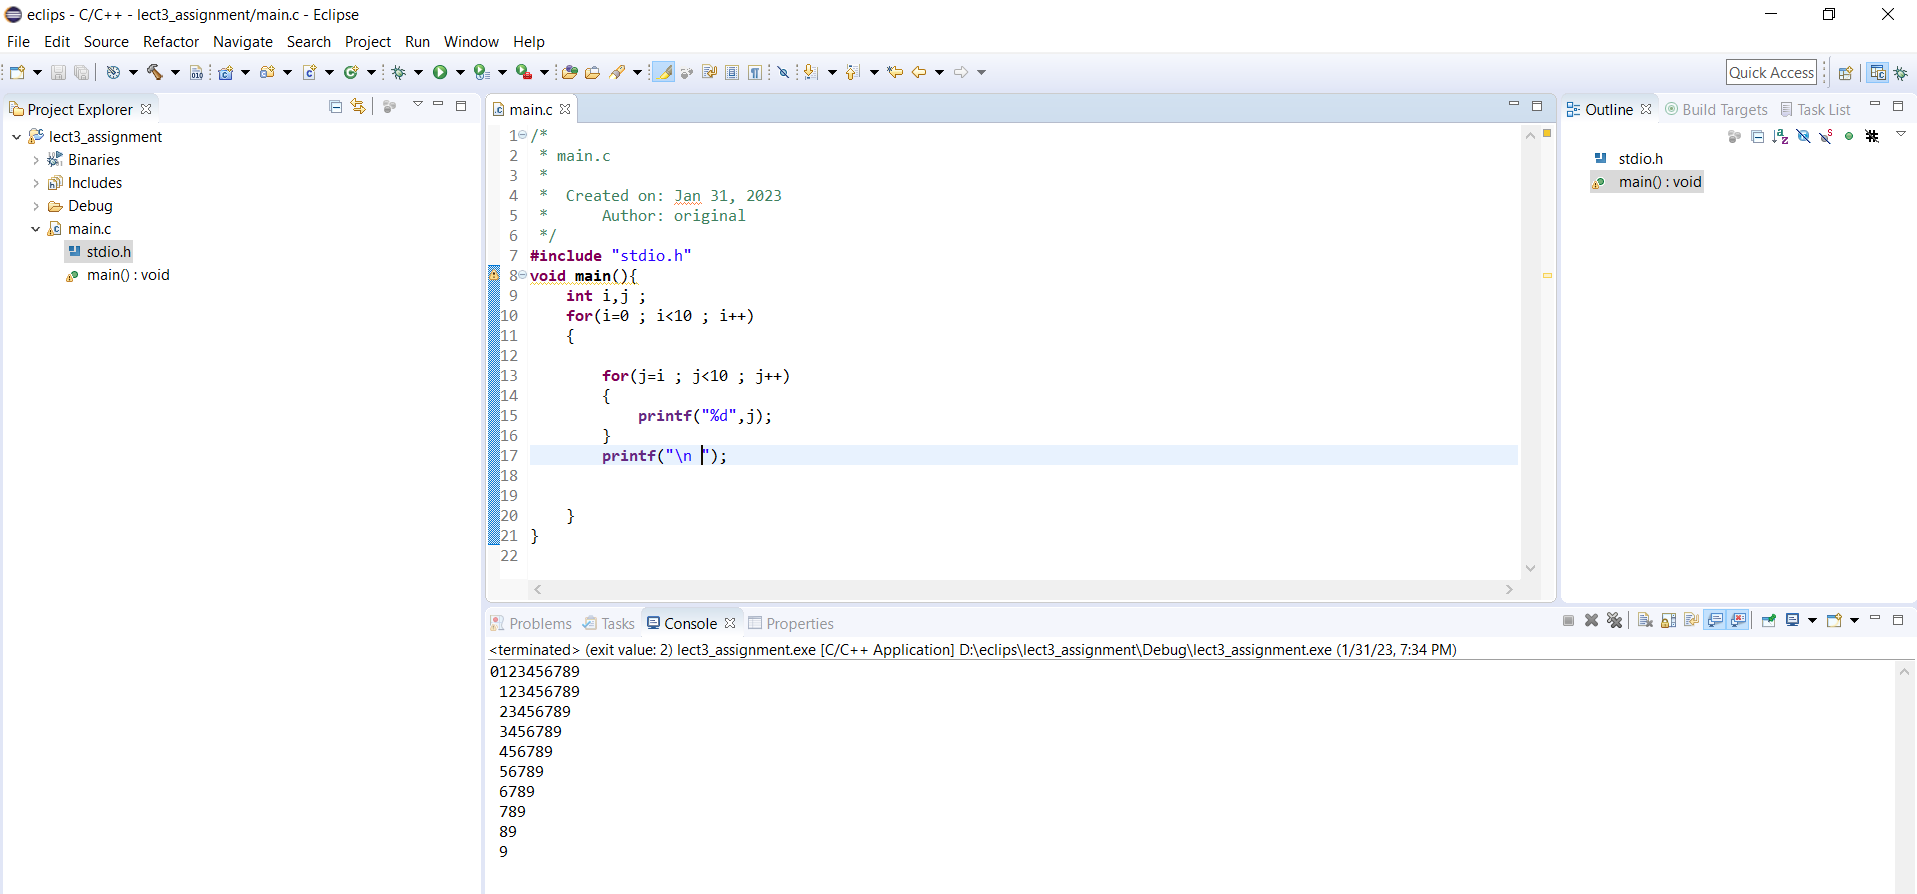 eclips - C/C++ - lect3_assignment/main.c - Eclipse
File Edit Source Refactor Navigate Search Project Run Window Help
Quick Access
Project Explorer
lect3_assignment
Binaries
Includes
Debug
main.c
stdio.h
main() : void
main.c
1 /*
2  * main.c
3  *
4  *  Created on: Jan 31, 2023
5  *      Author: original
6  */
7 #include "stdio.h"
8 void main(){
9     int i,j ;
10     for(i=0 ; i<10 ; i++)
11     {
12
13         for(j=i ; j<10 ; j++)
14         {
15             printf("%d",j);
16         }
17         printf("\n ");
18
19
20     }
21 }
22
Outline Build Targets Task List
stdio.h
main() : void
Problems Tasks Console Properties
<terminated> (exit value: 2) lect3_assignment.exe [C/C++ Application] D:\eclips\lect3_assignment\Debug\lect3_assignment.exe (1/31/23, 7:34 PM)
0123456789
 123456789
 23456789
 3456789
 456789
 56789
 6789
 789
 89
 9